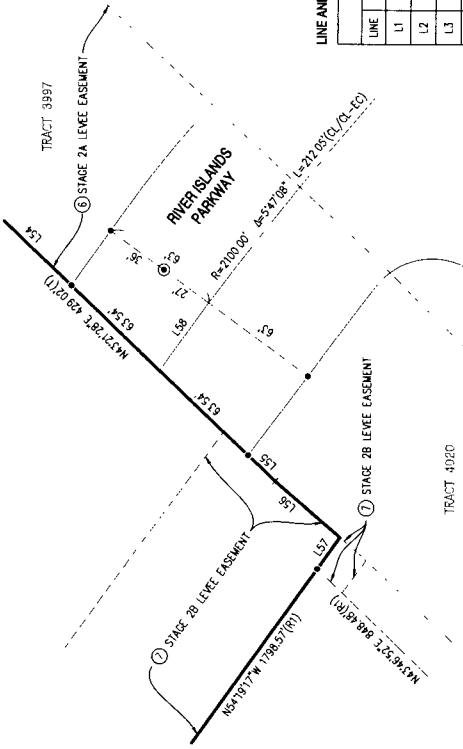 TRACT 3997
⑥ STAGE 2A LEVEE EASEMENT
L54
RIVER ISLANDS
PARKWAY
N43°21'28"E 429.02'(T)
63.54'
63.54'
36'
63'
27'
63'
L58
R=2100.00' Δ=5°47'08" L=212.05'(CL/CL-EC)
L55
L56
L57
⑦ STAGE 2B LEVEE EASEMENT
⑦ STAGE 2B LEVEE EASEMENT
N54°19'17"W 1798.57'(R1)
N43°46'52"E 848.48'(R1)
TRACT 4020
LINE AND
LINE
L1
L2
L3